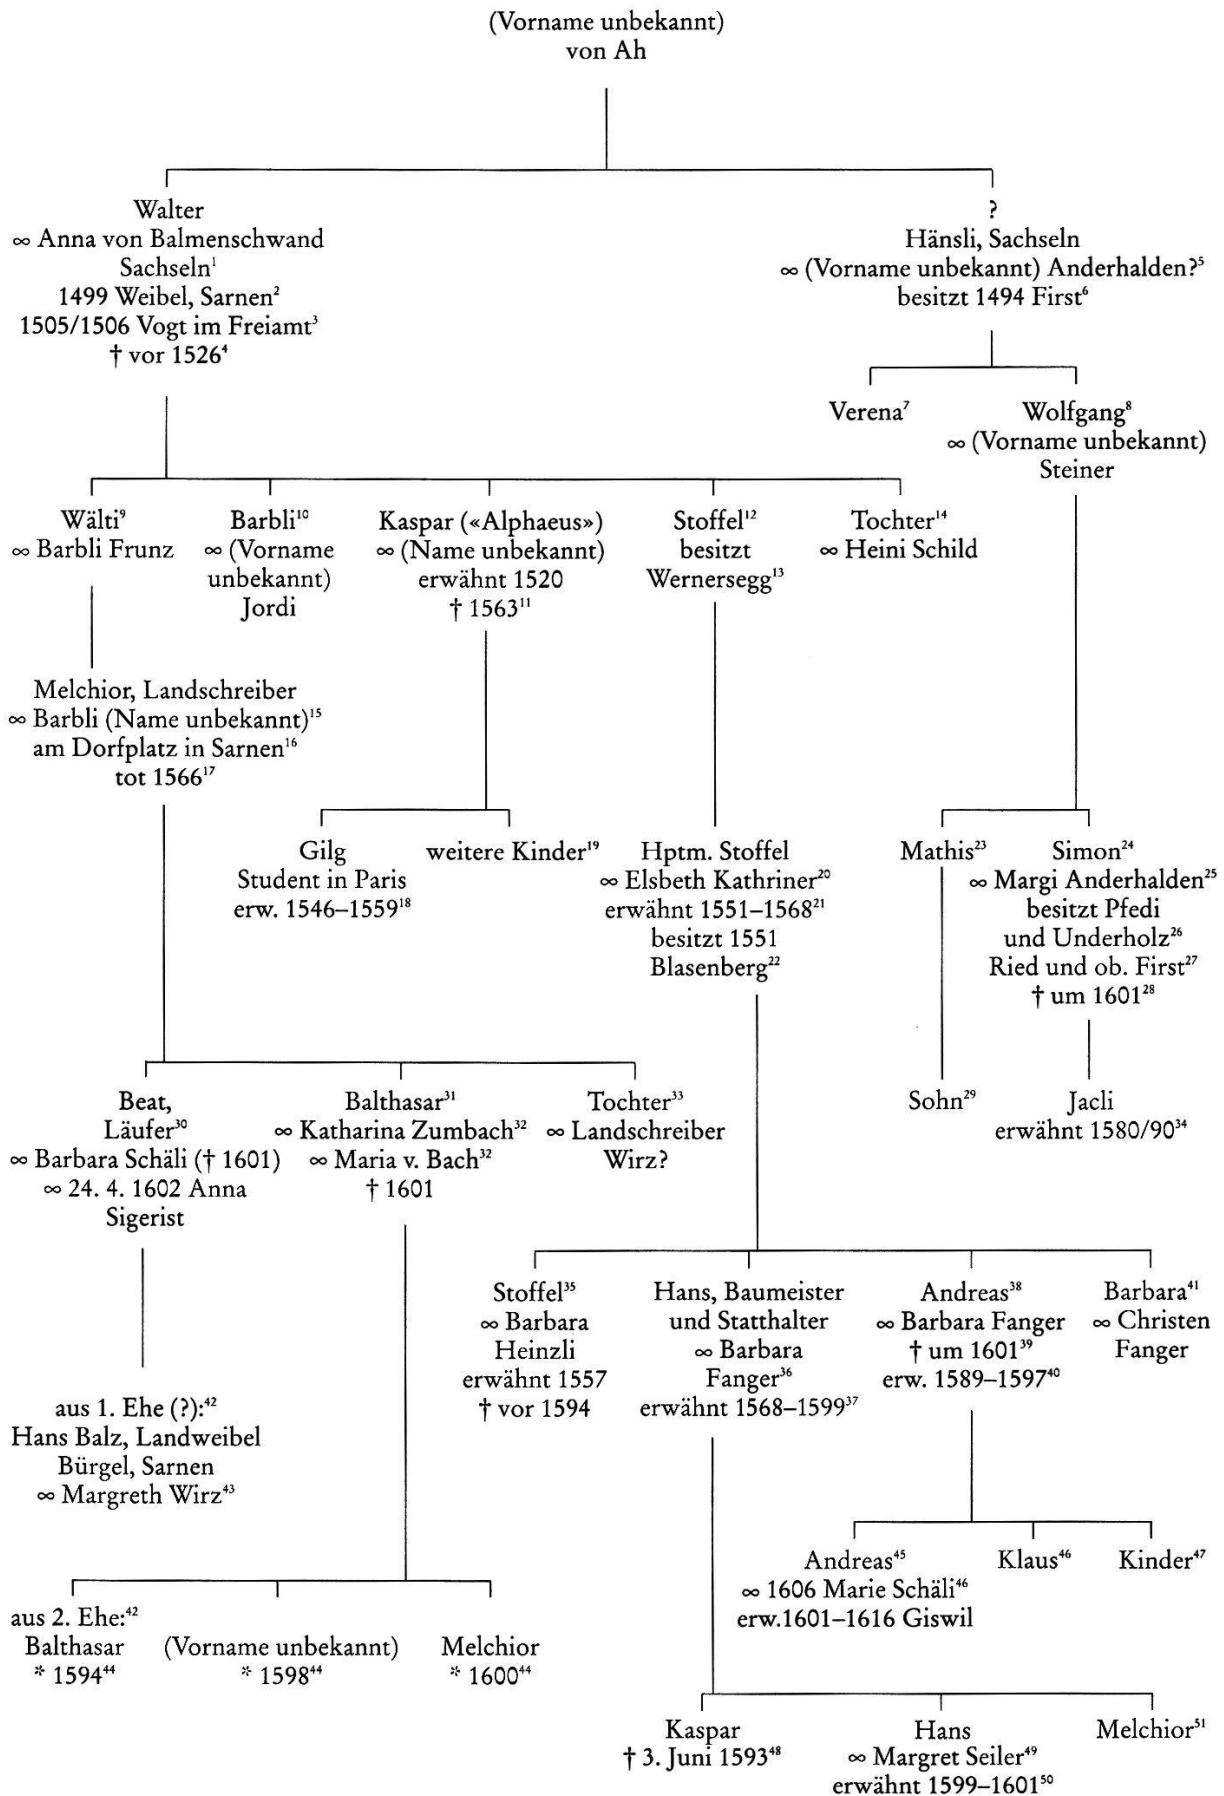 (Vorname unbekannt)
von Ah
Walter
∞ Anna von Balmenschwand
Sachseln¹
1499 Weibel, Sarnen²
1505/1506 Vogt im Freiamt³
† vor 1526⁴
?
Hänsli, Sachseln
∞ (Vorname unbekannt) Anderhalden?⁵
besitzt 1494 First⁶
Verena⁷
Wolfgang⁸
∞ (Vorname unbekannt)
Steiner
Wälti⁹
∞ Barbli Frunz
Barbli¹⁰
∞ (Vorname
unbekannt)
Jordi
Kaspar («Alphaeus»)
∞ (Name unbekannt)
erwähnt 1520
† 1563¹¹
Stoffel¹²
besitzt
Wernersegg¹³
Tochter¹⁴
∞ Heini Schild
Melchior, Landschreiber
∞ Barbli (Name unbekannt)¹⁵
am Dorfplatz in Sarnen¹⁶
tot 1566¹⁷
Gilg
Student in Paris
erw. 1546–1559¹⁸
weitere Kinder¹⁹
Hptm. Stoffel
∞ Elsbeth Kathriner²⁰
erwähnt 1551–1568²¹
besitzt 1551
Blasenberg²²
Mathis²³
Simon²⁴
∞ Margi Anderhalden²⁵
besitzt Pfedi
und Underholz²⁶
Ried und ob. First²⁷
† um 1601²⁸
Beat,
Läufer³⁰
∞ Barbara Schäli († 1601)
∞ 24. 4. 1602 Anna
Sigerist
Balthasar³¹
∞ Katharina Zumbach³²
∞ Maria v. Bach³²
† 1601
Tochter³³
∞ Landschreiber
Wirz?
Sohn²⁹
Jacli
erwähnt 1580/90³⁴
Stoffel³⁵
∞ Barbara
Heinzli
erwähnt 1557
† vor 1594
Hans, Baumeister
und Statthalter
∞ Barbara
Fanger³⁶
erwähnt 1568–1599³⁷
Andreas³⁸
∞ Barbara Fanger
† um 1601³⁹
erw. 1589–1597⁴⁰
Barbara⁴¹
∞ Christen
Fanger
aus 1. Ehe (?):⁴²
Hans Balz, Landweibel
Bürgel, Sarnen
∞ Margreth Wirz⁴³
Andreas⁴⁵
∞ 1606 Marie Schäli⁴⁶
erw.1601–1616 Giswil
Klaus⁴⁶
Kinder⁴⁷
aus 2. Ehe:⁴²
Balthasar
* 1594⁴⁴
(Vorname unbekannt)
* 1598⁴⁴
Melchior
* 1600⁴⁴
Kaspar
† 3. Juni 1593⁴⁸
Hans
∞ Margret Seiler⁴⁹
erwähnt 1599–1601⁵⁰
Melchior⁵¹